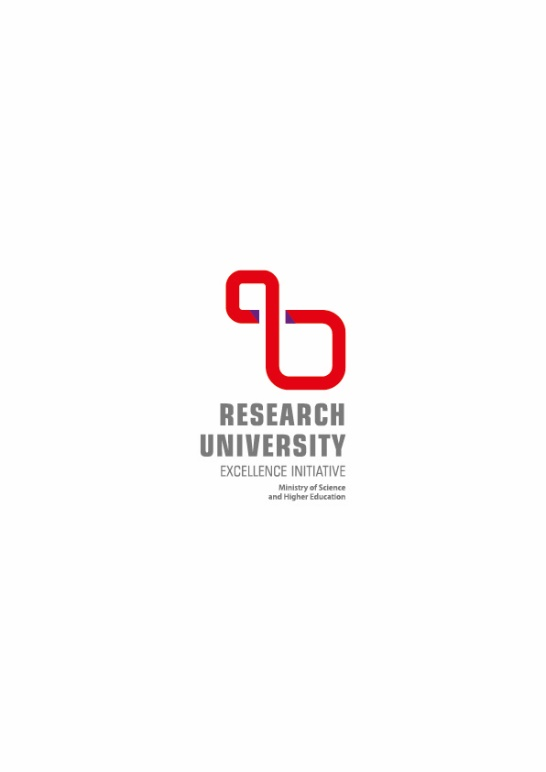 RESEARCH
UNIVERSITY
EXCELLENCE INITIATIVE
Ministry of Science
and Higher Education